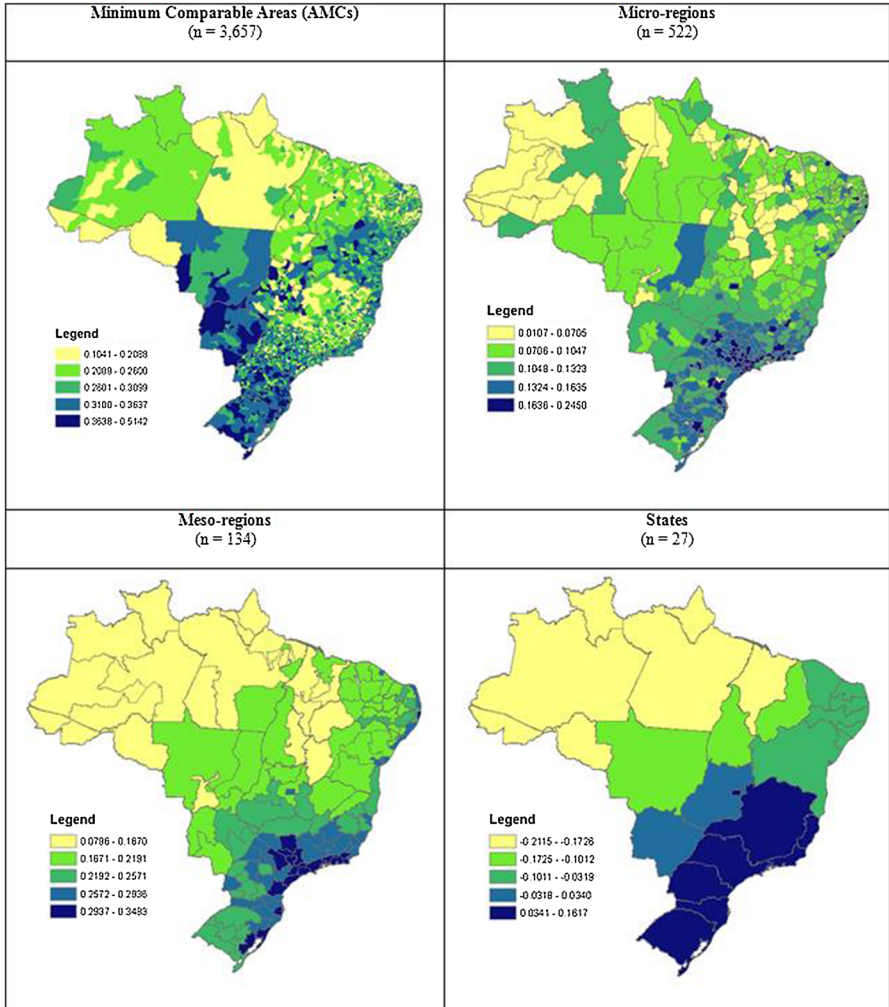 Minimum Comparable Areas (AMCs)
(n = 3,657)
Micro-regions
(n = 522)
Legend
0.1041 - 0.2088
0.2089 - 0.2600
0.2601 - 0.3099
0.3100 - 0.3637
0.3638 - 0.5142
Legend
0.0107 - 0.0705
0.0706 - 0.1047
0.1048 - 0.1323
0.1324 - 0.1635
0.1636 - 0.2450
Meso-regions
(n = 134)
States
(n = 27)
Legend
0.0796 - 0.1670
0.1671 - 0.2191
0.2192 - 0.2571
0.2572 - 0.2936
0.2937 - 0.3493
Legend
-0.2115 - -0.1726
-0.1725 - -0.1012
-0.1011 - -0.0319
-0.0318 - 0.0340
0.0341 - 0.1617